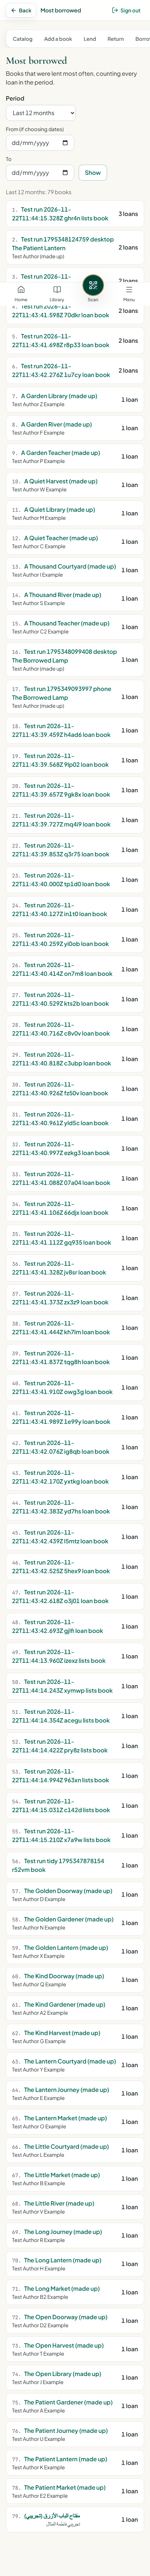 Back
Most borrowed
Sign out
Catalog
Add a book
Lend
Return
Borro
Most borrowed
Books that were lent most often, counting every
loan in the period.
Period
Last 12 months
From (if choosing dates)
dd/mm/yyyy
To
dd/mm/yyyy
Show
Last 12 months: 79 books
1. Test run 2026-11-
22T11:44:15.328Z ghr4n lists book
3 loans
2. Test run 1795348124759 desktop
The Patient Lantern
Test Author (made up)
2 loans
3. Test run 2026-11-
2 loans
Home
Library
Scan
Menu
4. Test run 2026-11-
22T11:43:41.598Z 70dkr loan book
2 loans
5. Test run 2026-11-
22T11:43:41.698Z r8p33 loan book
2 loans
6. Test run 2026-11-
22T11:43:42.276Z 1u7cy loan book
2 loans
7. A Garden Library (made up)
Test Author Z Example
1 loan
8. A Garden River (made up)
Test Author F Example
1 loan
9. A Garden Teacher (made up)
Test Author P Example
1 loan
10. A Quiet Harvest (made up)
Test Author W Example
1 loan
11. A Quiet Library (made up)
Test Author M Example
1 loan
12. A Quiet Teacher (made up)
Test Author C Example
1 loan
13. A Thousand Courtyard (made up)
Test Author I Example
1 loan
14. A Thousand River (made up)
Test Author S Example
1 loan
15. A Thousand Teacher (made up)
Test Author C2 Example
1 loan
16. Test run 1795348099408 desktop
The Borrowed Lamp
Test Author (made up)
1 loan
17. Test run 1795349093997 phone
The Borrowed Lamp
Test Author (made up)
1 loan
18. Test run 2026-11-
22T11:43:39.459Z h4ad6 loan book
1 loan
19. Test run 2026-11-
22T11:43:39.568Z 9lp02 loan book
1 loan
20. Test run 2026-11-
22T11:43:39.657Z 9gk8x loan book
1 loan
21. Test run 2026-11-
22T11:43:39.727Z mq4i9 loan book
1 loan
22. Test run 2026-11-
22T11:43:39.853Z q3r75 loan book
1 loan
23. Test run 2026-11-
22T11:43:40.000Z tp1d0 loan book
1 loan
24. Test run 2026-11-
22T11:43:40.127Z in1t0 loan book
1 loan
25. Test run 2026-11-
22T11:43:40.259Z yi0ob loan book
1 loan
26. Test run 2026-11-
22T11:43:40.414Z on7m8 loan book
1 loan
27. Test run 2026-11-
22T11:43:40.529Z kts2b loan book
1 loan
28. Test run 2026-11-
22T11:43:40.716Z c8v0v loan book
1 loan
29. Test run 2026-11-
22T11:43:40.818Z c3ubp loan book
1 loan
30. Test run 2026-11-
22T11:43:40.926Z fz50v loan book
1 loan
31. Test run 2026-11-
22T11:43:40.961Z yid5c loan book
1 loan
32. Test run 2026-11-
22T11:43:40.997Z ezkg3 loan book
1 loan
33. Test run 2026-11-
22T11:43:41.088Z 07a04 loan book
1 loan
34. Test run 2026-11-
22T11:43:41.106Z 66djx loan book
1 loan
35. Test run 2026-11-
22T11:43:41.112Z gq935 loan book
1 loan
36. Test run 2026-11-
22T11:43:41.328Z jv8sr loan book
1 loan
37. Test run 2026-11-
22T11:43:41.373Z zx3z9 loan book
1 loan
38. Test run 2026-11-
22T11:43:41.444Z kh7lm loan book
1 loan
39. Test run 2026-11-
22T11:43:41.837Z tqg8h loan book
1 loan
40. Test run 2026-11-
22T11:43:41.910Z owg3g loan book
1 loan
41. Test run 2026-11-
22T11:43:41.989Z 1e99y loan book
1 loan
42. Test run 2026-11-
22T11:43:42.076Z ig8qb loan book
1 loan
43. Test run 2026-11-
22T11:43:42.170Z yxtkg loan book
1 loan
44. Test run 2026-11-
22T11:43:42.383Z yd7hs loan book
1 loan
45. Test run 2026-11-
22T11:43:42.439Z l5mtz loan book
1 loan
46. Test run 2026-11-
22T11:43:42.525Z 5hex9 loan book
1 loan
47. Test run 2026-11-
22T11:43:42.618Z o3j01 loan book
1 loan
48. Test run 2026-11-
22T11:43:42.693Z gjlfi loan book
1 loan
49. Test run 2026-11-
22T11:44:13.960Z izexz lists book
1 loan
50. Test run 2026-11-
22T11:44:14.243Z xymwp lists book
1 loan
51. Test run 2026-11-
22T11:44:14.354Z acegu lists book
1 loan
52. Test run 2026-11-
22T11:44:14.422Z pry8z lists book
1 loan
53. Test run 2026-11-
22T11:44:14.994Z 963xn lists book
1 loan
54. Test run 2026-11-
22T11:44:15.031Z c142d lists book
1 loan
55. Test run 2026-11-
22T11:44:15.210Z x7a9w lists book
1 loan
56. Test run tidy 1795347878154
r52vm book
1 loan
57. The Golden Doorway (made up)
Test Author D Example
1 loan
58. The Golden Gardener (made up)
Test Author N Example
1 loan
59. The Golden Lantern (made up)
Test Author X Example
1 loan
60. The Kind Doorway (made up)
Test Author Q Example
1 loan
61. The Kind Gardener (made up)
Test Author A2 Example
1 loan
62. The Kind Harvest (made up)
Test Author G Example
1 loan
63. The Lantern Courtyard (made up)
Test Author Y Example
1 loan
64. The Lantern Journey (made up)
Test Author E Example
1 loan
65. The Lantern Market (made up)
Test Author O Example
1 loan
66. The Little Courtyard (made up)
Test Author L Example
1 loan
67. The Little Market (made up)
Test Author B Example
1 loan
68. The Little River (made up)
Test Author V Example
1 loan
69. The Long Journey (made up)
Test Author R Example
1 loan
70. The Long Lantern (made up)
Test Author H Example
1 loan
71. The Long Market (made up)
Test Author B2 Example
1 loan
72. The Open Doorway (made up)
Test Author D2 Example
1 loan
73. The Open Harvest (made up)
Test Author T Example
1 loan
74. The Open Library (made up)
Test Author J Example
1 loan
75. The Patient Gardener (made up)
Test Author A Example
1 loan
76. The Patient Journey (made up)
Test Author U Example
1 loan
77. The Patient Lantern (made up)
Test Author K Example
1 loan
78. The Patient Market (made up)
Test Author E2 Example
1 loan
79. مفتاح الباب الأزرق (تجريبي)
1 loan